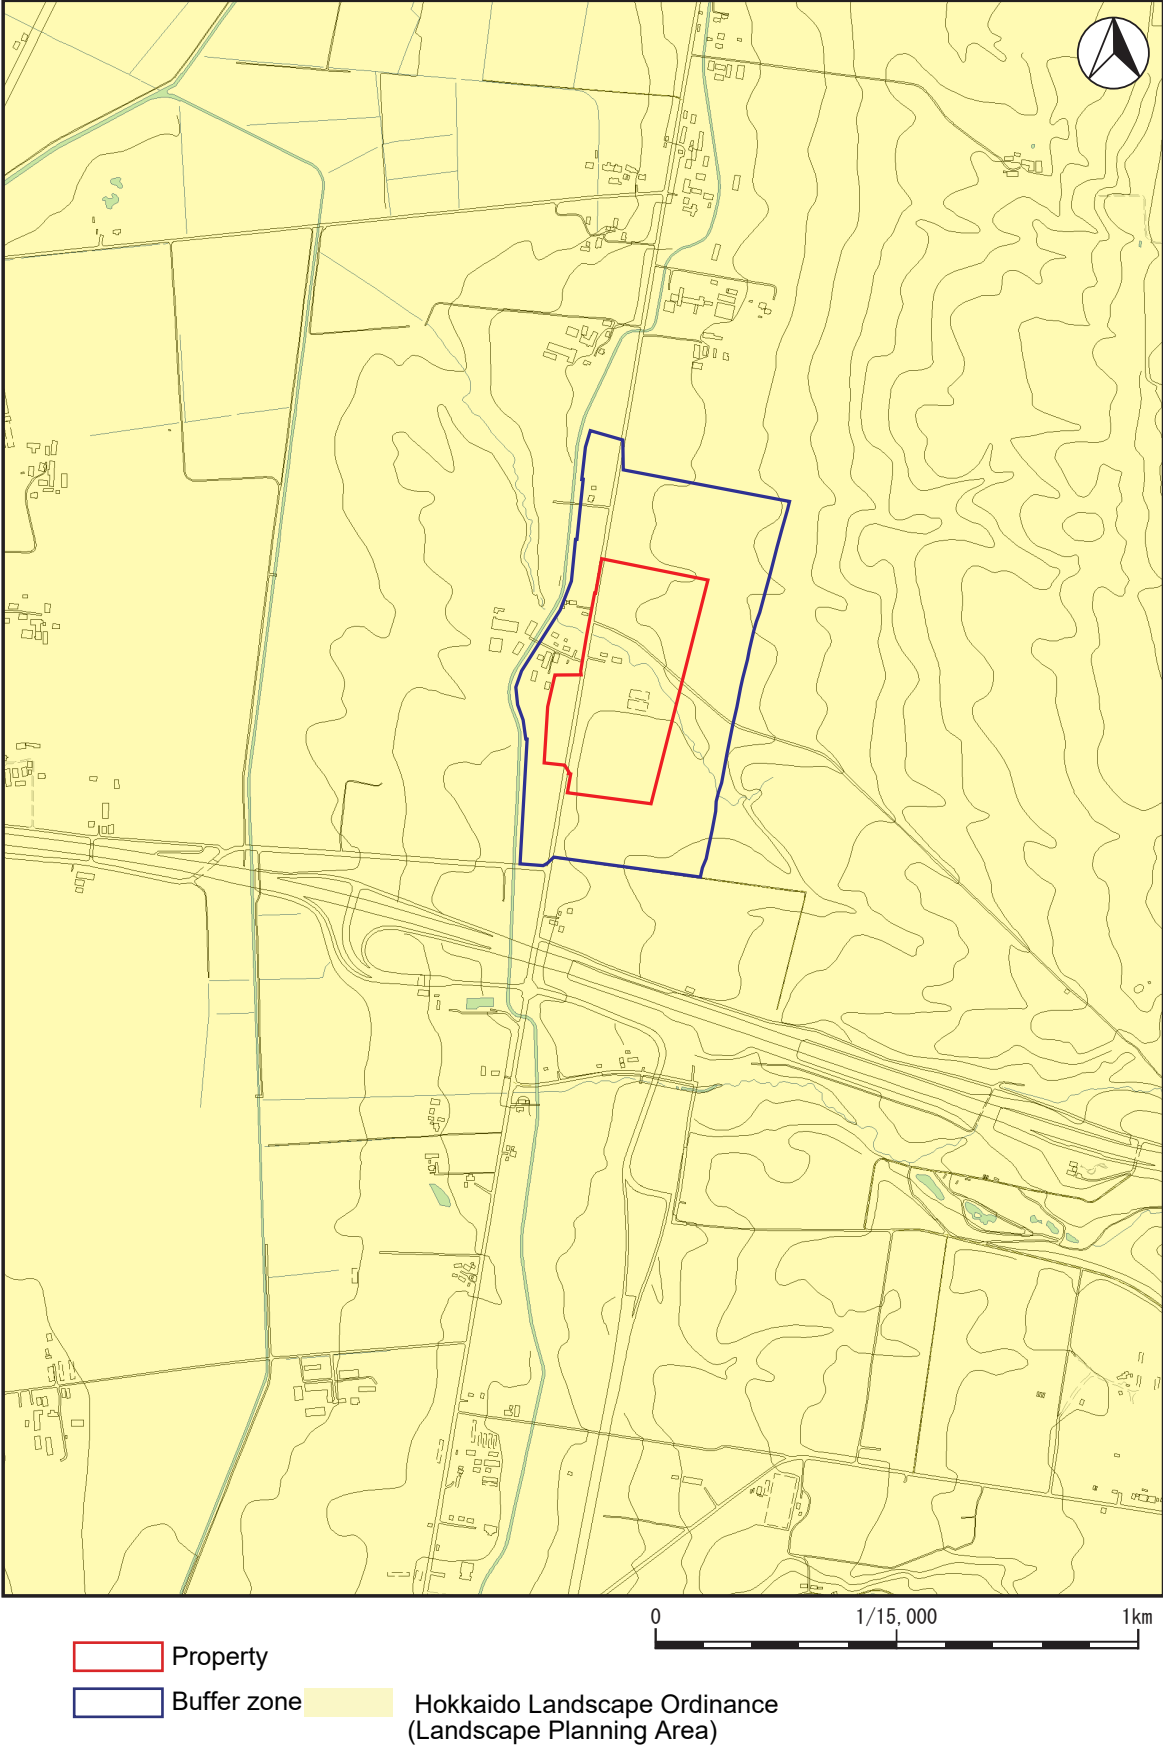 0 1/15,000 1km
Property
Buffer zone
Hokkaido Landscape Ordinance
(Landscape Planning Area)